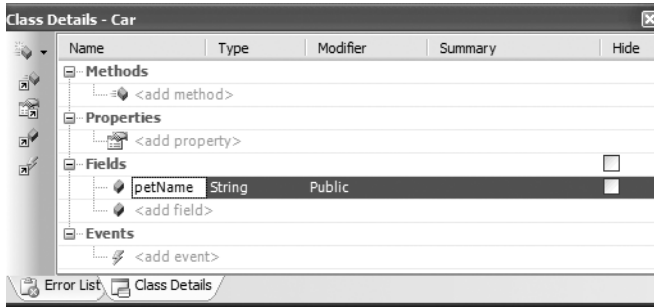 Class Details - Car
Name Type Modifier Summary Hide
Methods
<add method>
Properties
<add property>
Fields
petName String Public
<add field>
Events
<add event>
Error List Class Details